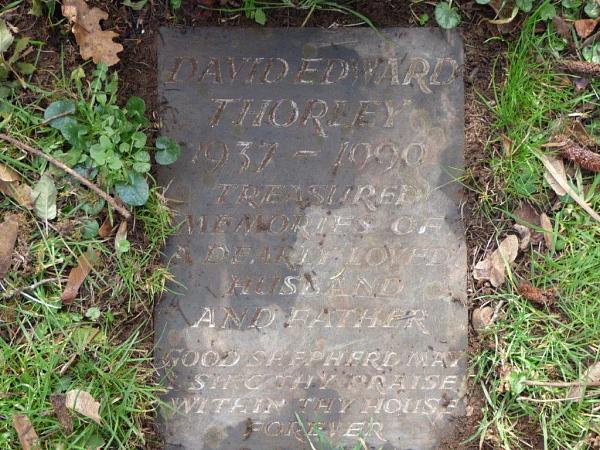 DAVID EDWARD
THORLEY
1937 – 1990
TREASURED
MEMORIES OF
A DEARLY LOVED
HUSBAND
AND FATHER
GOOD SHEPHERD MAY
I SING THY PRAISE
WITHIN THY HOUSE
FOREVER